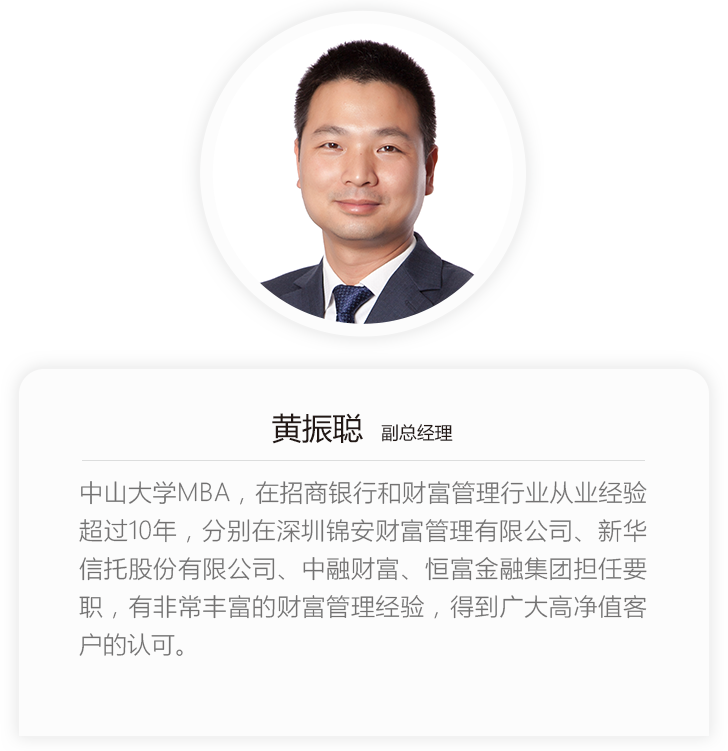 黄振聪 副总经理
中山大学MBA，在招商银行和财富管理行业从业经验
超过10年，分别在深圳锦安财富管理有限公司、新华
信托股份有限公司、中融财富、恒富金融集团担任要
职，有非常丰富的财富管理经验，得到广大高净值客
户的认可。